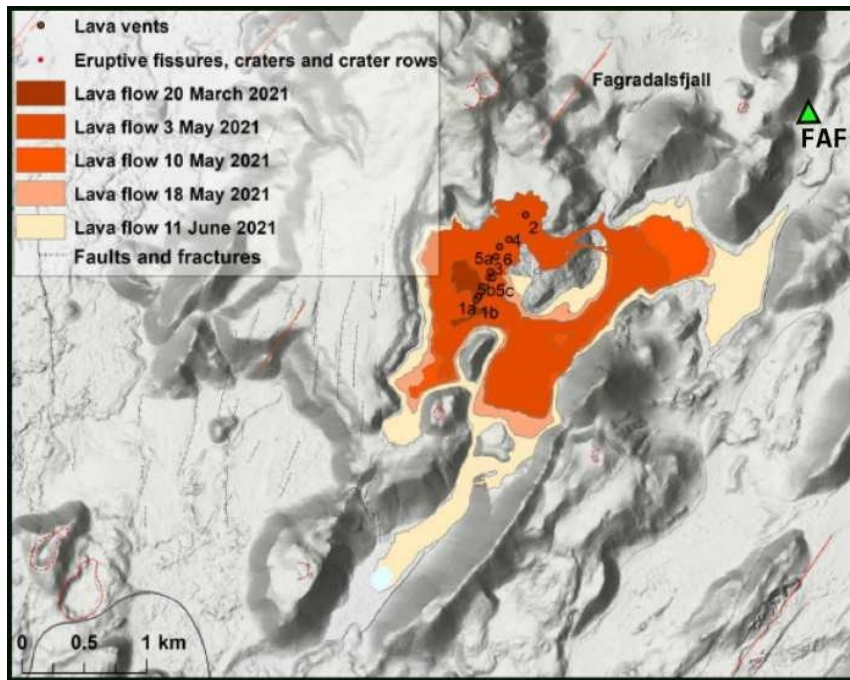 Lava vents
Eruptive fissures, craters and crater rows
Lava flow 20 March 2021
Lava flow 3 May 2021
Lava flow 10 May 2021
Lava flow 18 May 2021
Lava flow 11 June 2021
Faults and fractures
Fagradalsfjall
FAF
2
4
5a 6
3
5b 5c
1a 1b
0 0.5 1 km